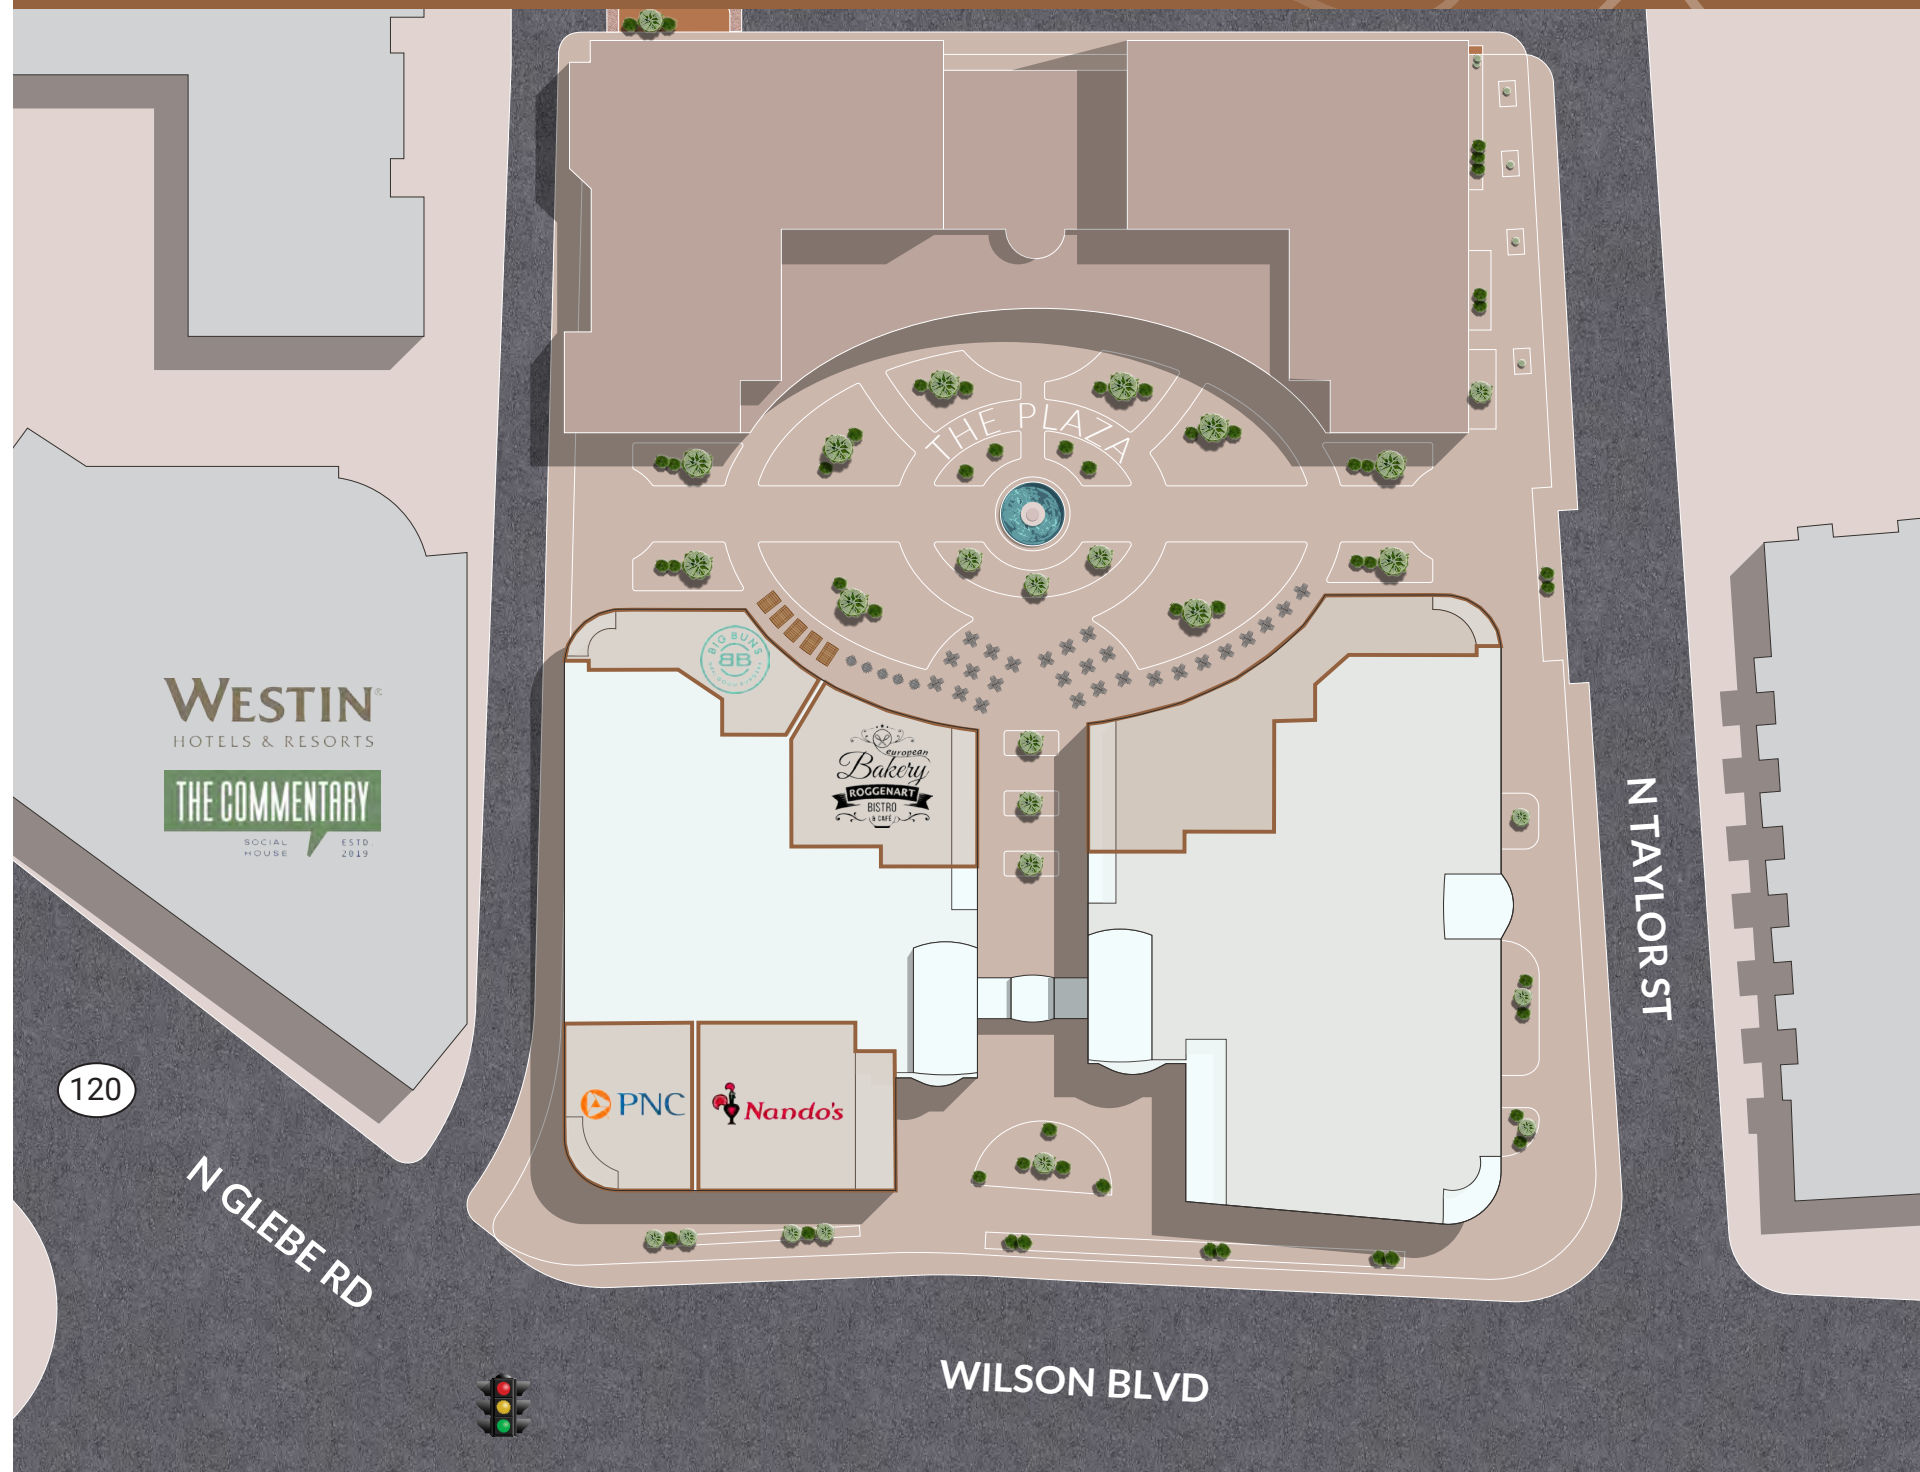 THE PLAZA
BIG BUNS
BB
european
Bakery
ROGGENART
BISTRO
& CAFÉ
WESTIN
HOTELS & RESORTS
THE COMMENTARY
SOCIAL HOUSE
ESTD. 2019
N TAYLOR ST
PNC
Nando's
120
N GLEBE RD
WILSON BLVD